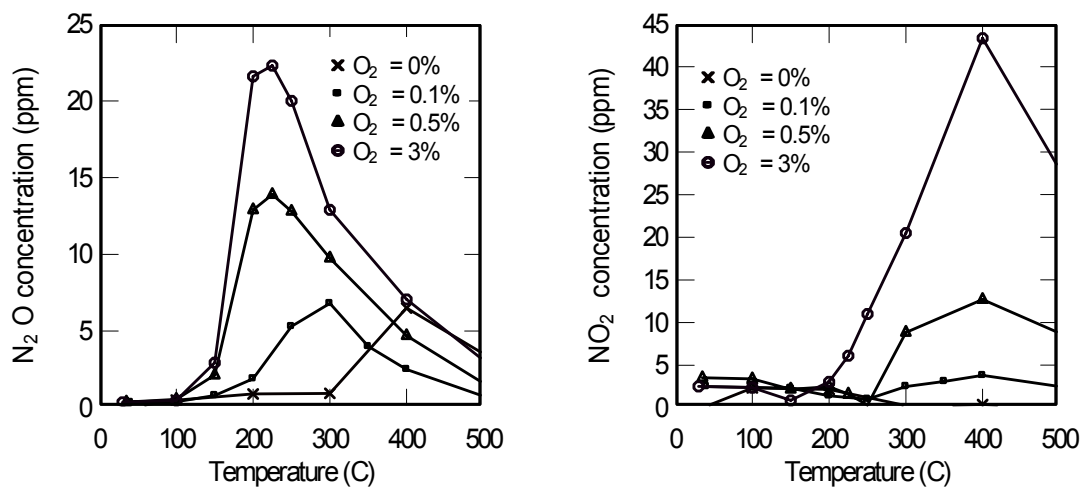 25
20
15
10
5
0
N₂ O concentration (ppm)
O₂ = 0%
O₂ = 0.1%
O₂ = 0.5%
O₂ = 3%
0 100 200 300 400 500
Temperature (C)
45
40
35
40
45
20
15
10
5
0
NO₂ concentration (ppm)
O₂ = 0%
O₂ = 0.1%
O₂ = 0.5%
O₂ = 3%
0 100 200 300 400 500
Temperature (C)